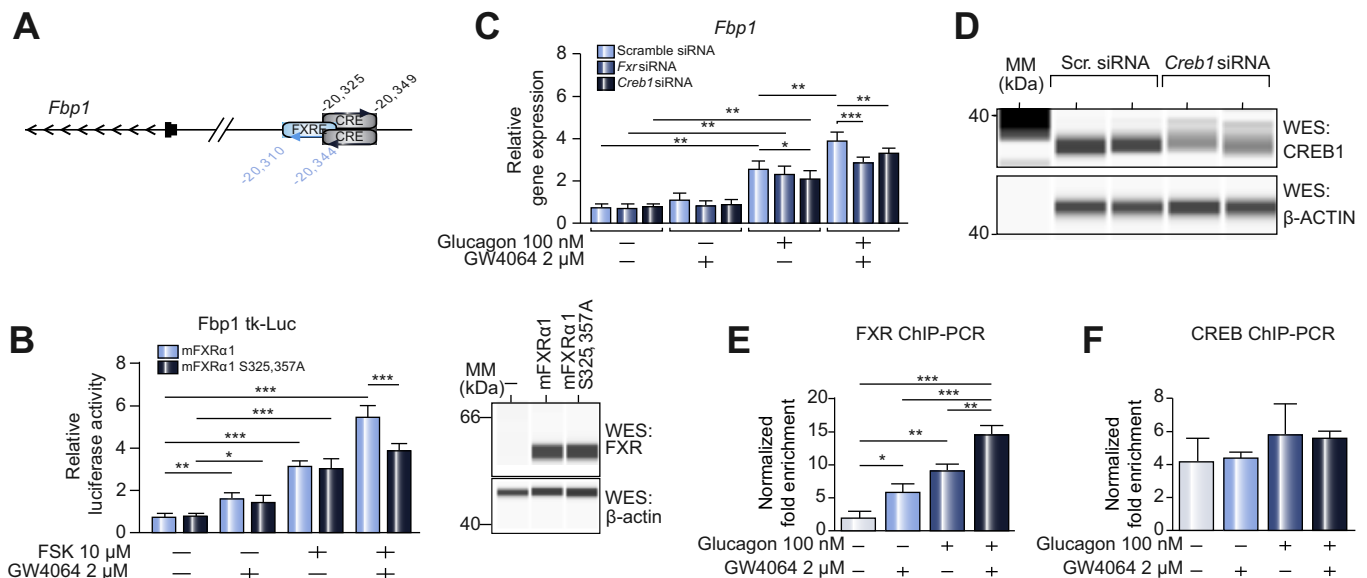 A
Fbp1
-20,325
-20,349
FXRE
CRE
CRE
-20,310
-20,344
C
Fbp1
Scramble siRNA
Fxr siRNA
Creb1 siRNA
Relative
gene expression
8
6
4
2
0
** ** ** ** ** * ** ***
Glucagon 100 nM – – + +
GW4064 2 µM – + – +
D
MM
(kDa)
Scr. siRNA
Creb1 siRNA
40
WES:
CREB1
WES:
β-ACTIN
40
B
Fbp1 tk-Luc
mFXRα1
mFXRα1 S325,357A
Relative
luciferase activity
8
6
4
2
0
*** *** *** *** ** *
FSK 10 µM – – + +
GW4064 2 µM – + – +
MM
(kDa)
–
mFXRα1
mFXRα1
S325,357A
66
WES:
FXR
WES:
β-actin
40
E
FXR ChIP-PCR
Normalized
fold enrichment
20
15
10
5
0
*** *** ** ** *
Glucagon 100 nM – – + +
GW4064 2 µM – + – +
F
CREB ChIP-PCR
Normalized
fold enrichment
8
6
4
2
0
Glucagon 100 nM – – + +
GW4064 2 µM – + – +